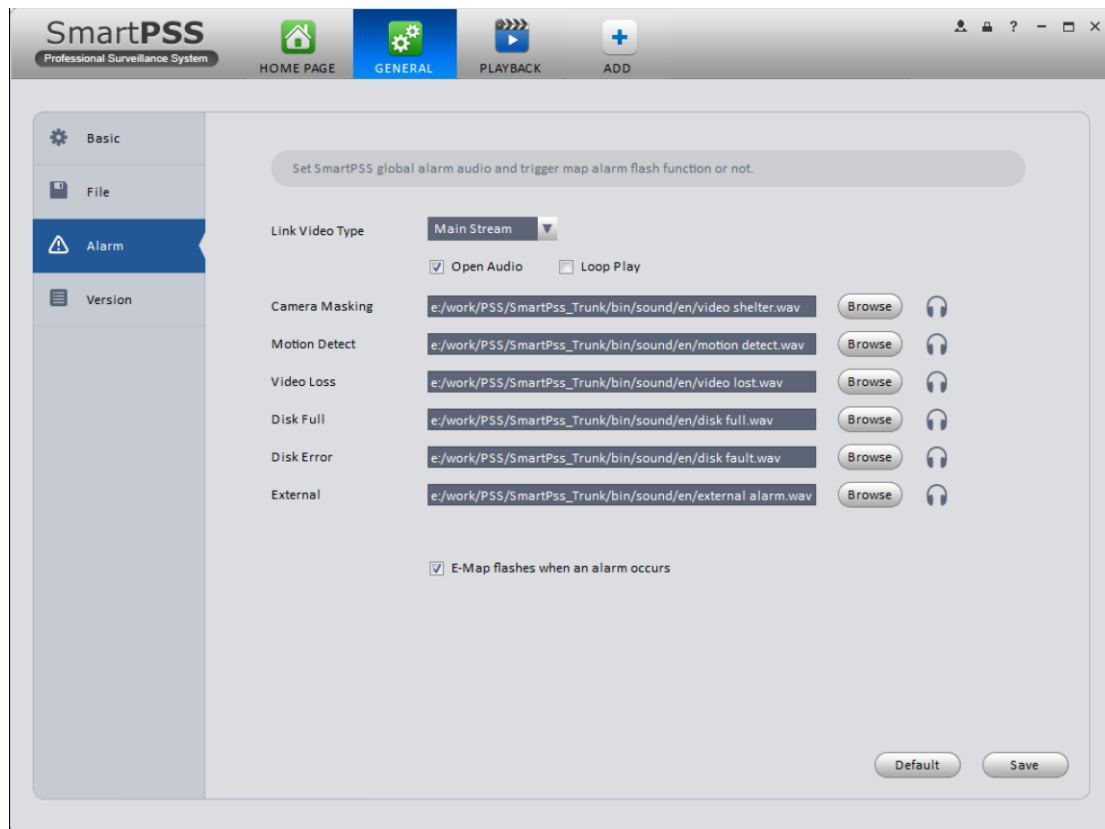 SmartPSS
Professional Surveillance System
HOME PAGE
GENERAL
PLAYBACK
ADD
?
Basic
File
Alarm
Version
Set SmartPSS global alarm audio and trigger map alarm flash function or not.
Link Video Type Main Stream
Open Audio Loop Play
Camera Masking e:/work/PSS/SmartPss_Trunk/bin/sound/en/video shelter.wav Browse
Motion Detect e:/work/PSS/SmartPss_Trunk/bin/sound/en/motion detect.wav Browse
Video Loss e:/work/PSS/SmartPss_Trunk/bin/sound/en/video lost.wav Browse
Disk Full e:/work/PSS/SmartPss_Trunk/bin/sound/en/disk full.wav Browse
Disk Error e:/work/PSS/SmartPss_Trunk/bin/sound/en/disk fault.wav Browse
External e:/work/PSS/SmartPss_Trunk/bin/sound/en/external alarm.wav Browse
E-Map flashes when an alarm occurs
Default Save